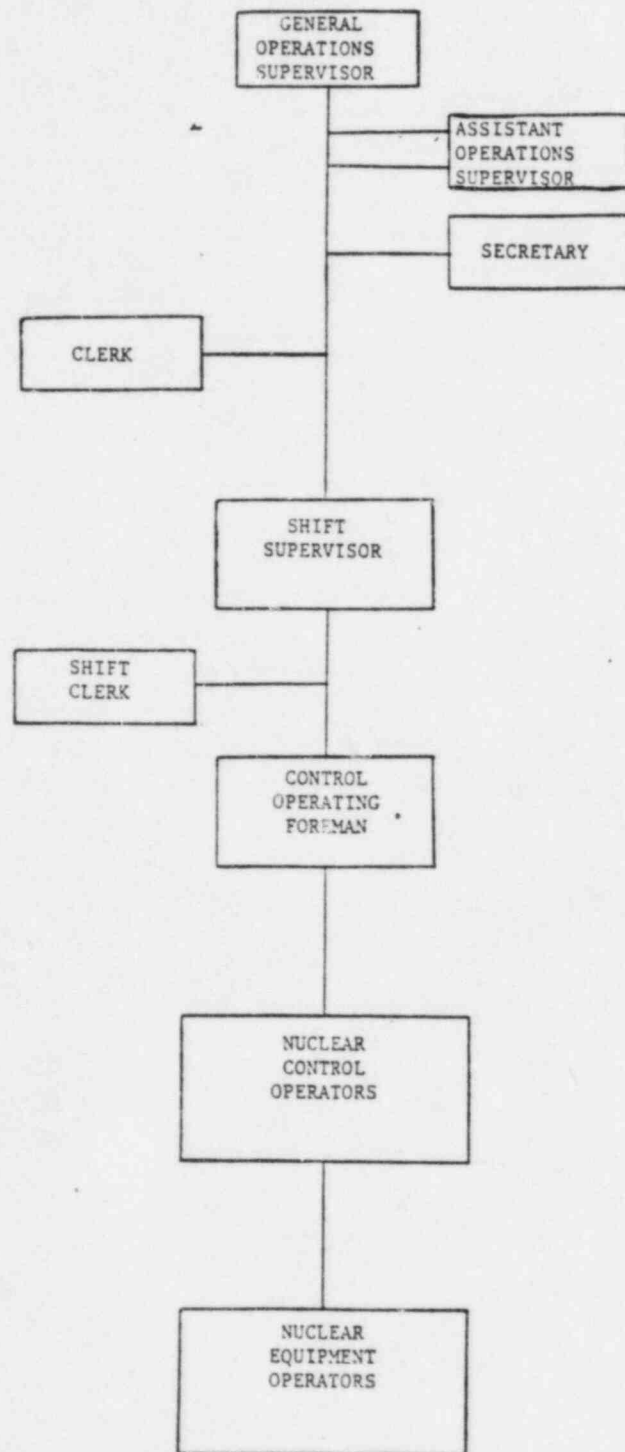 GENERAL
OPERATIONS
SUPERVISOR
ASSISTANT
OPERATIONS
SUPERVISOR
SECRETARY
CLERK
SHIFT
SUPERVISOR
SHIFT
CLERK
CONTROL
OPERATING
FOREMAN
NUCLEAR
CONTROL
OPERATORS
NUCLEAR
EQUIPMENT
OPERATORS